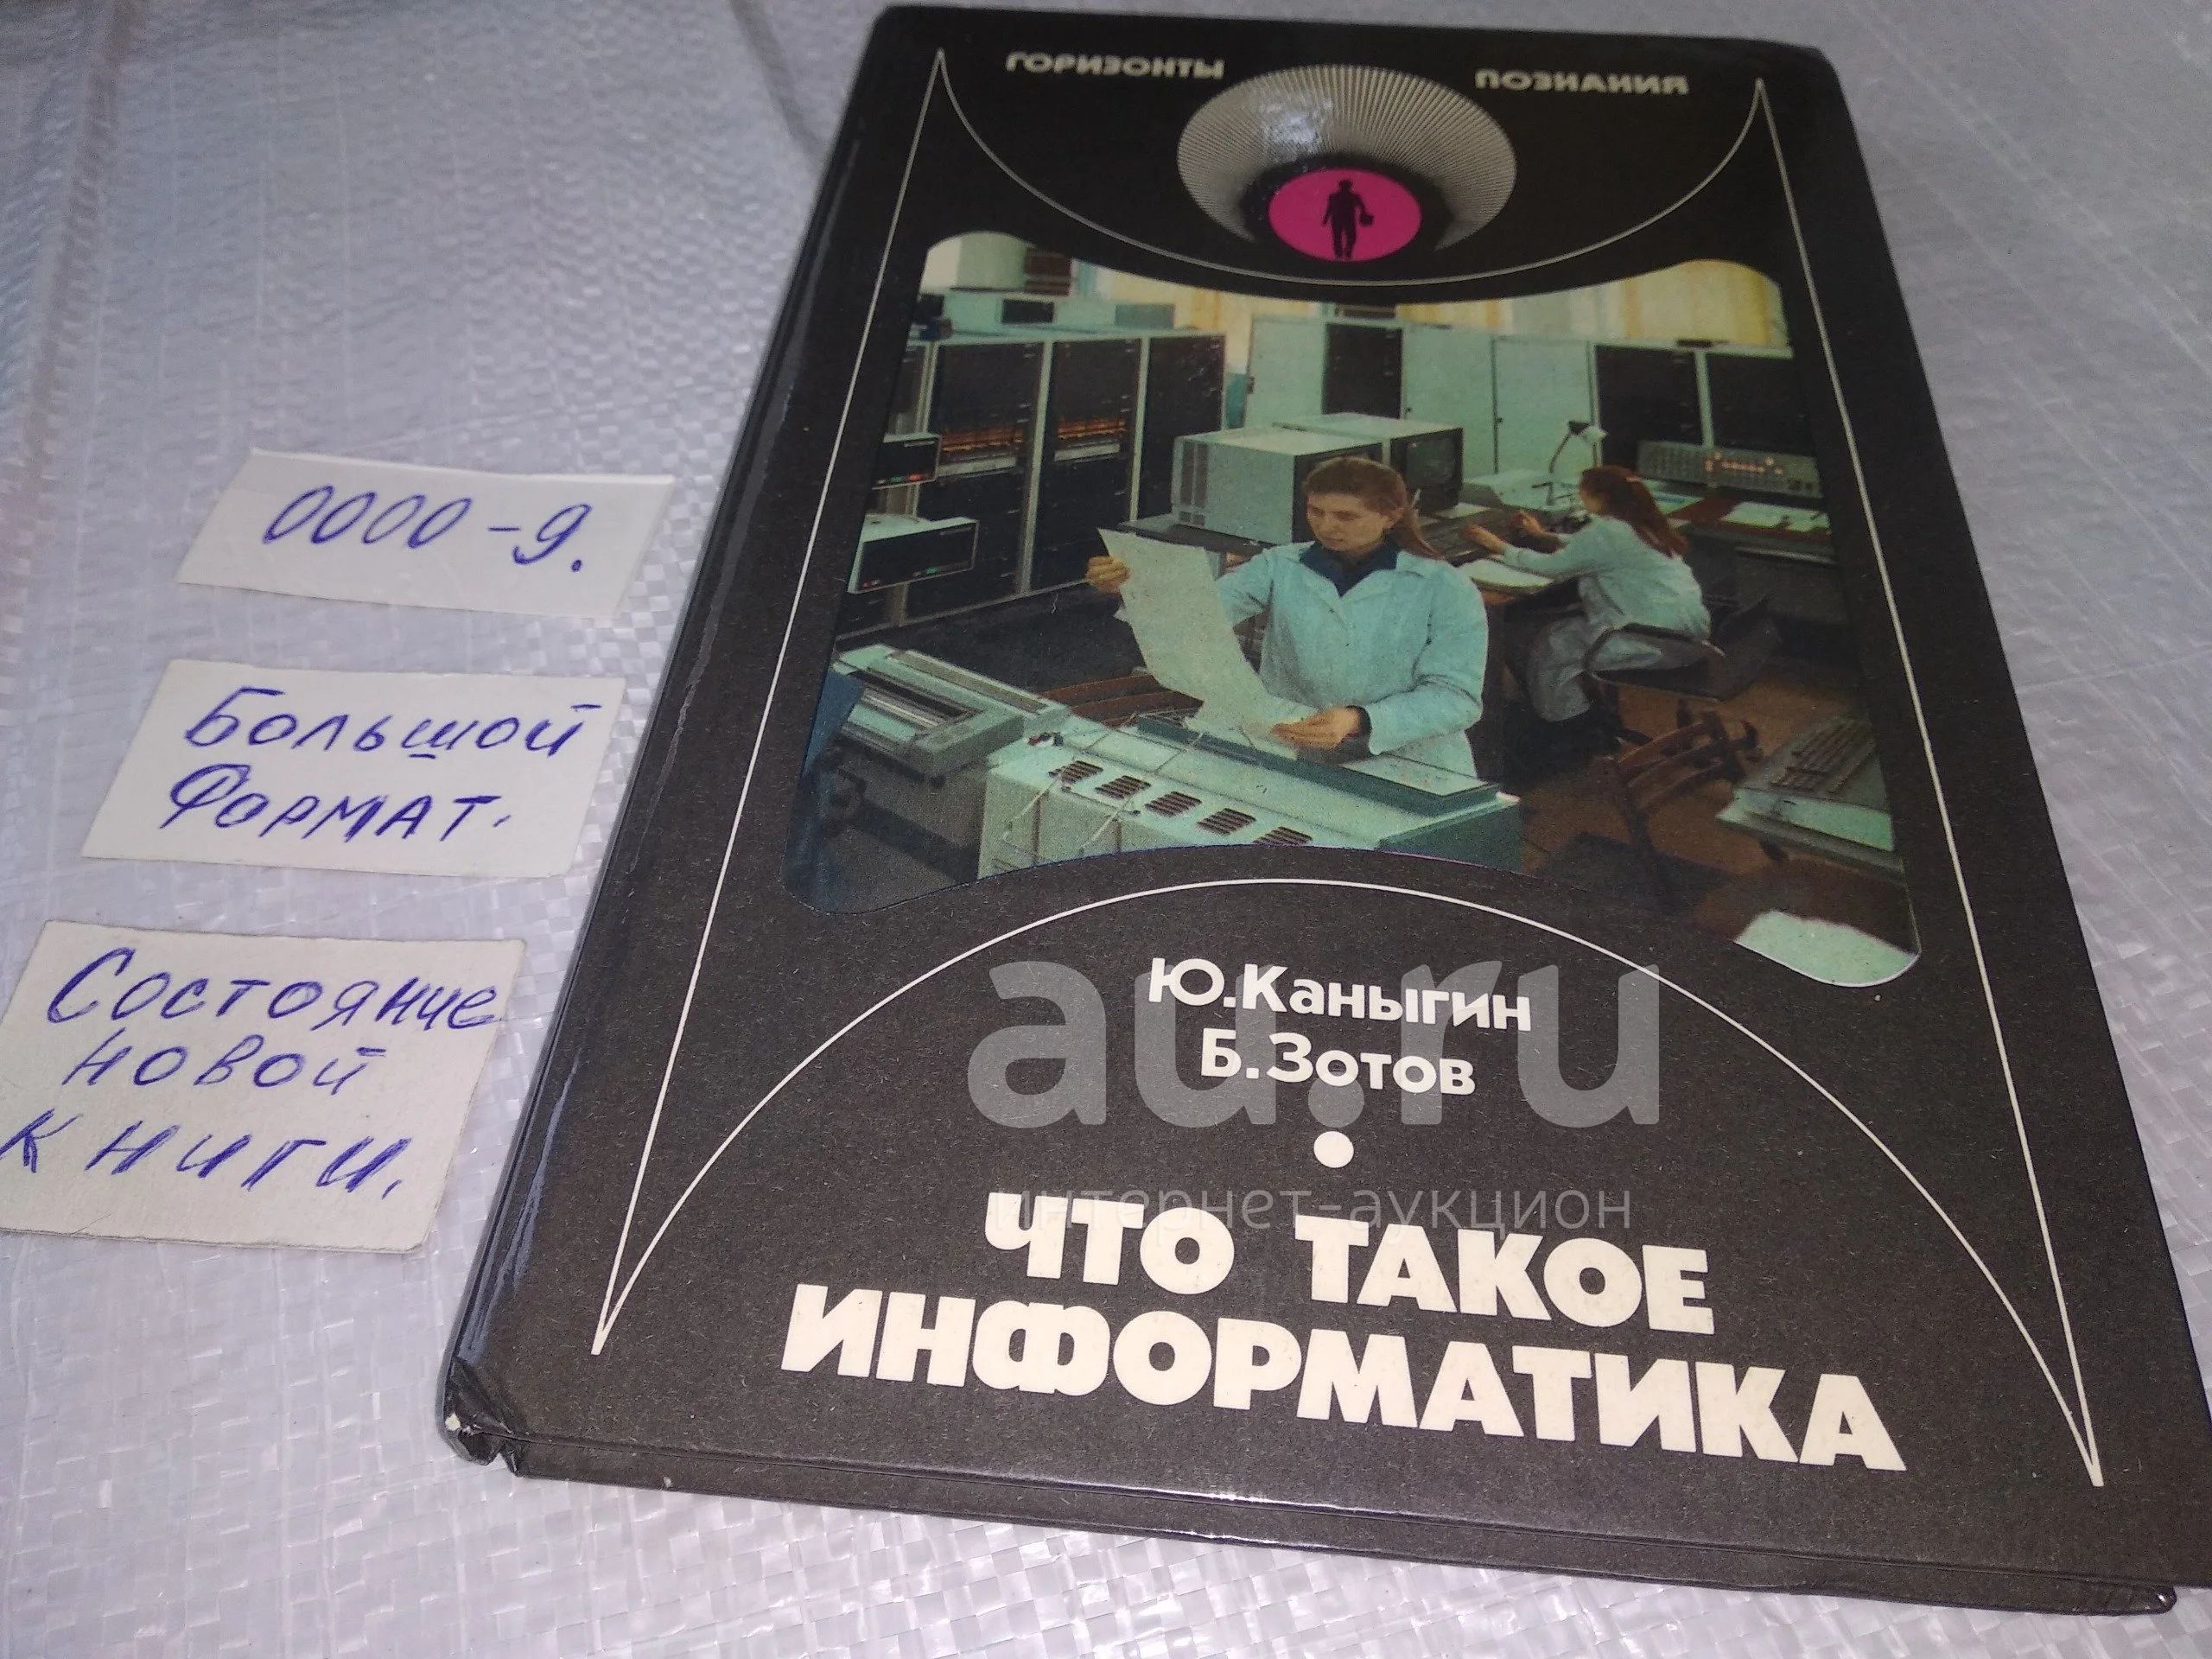 ГОРИЗОНТЫ ПОЗНАНИЯ
0000-9.
Большой
Формат.
Состояние
новой
книги.
Ю.Каныгин
Б.Зотов
au.ru
интернет-аукцион
ЧТО ТАКОЕ
ИНФОРМАТИКА